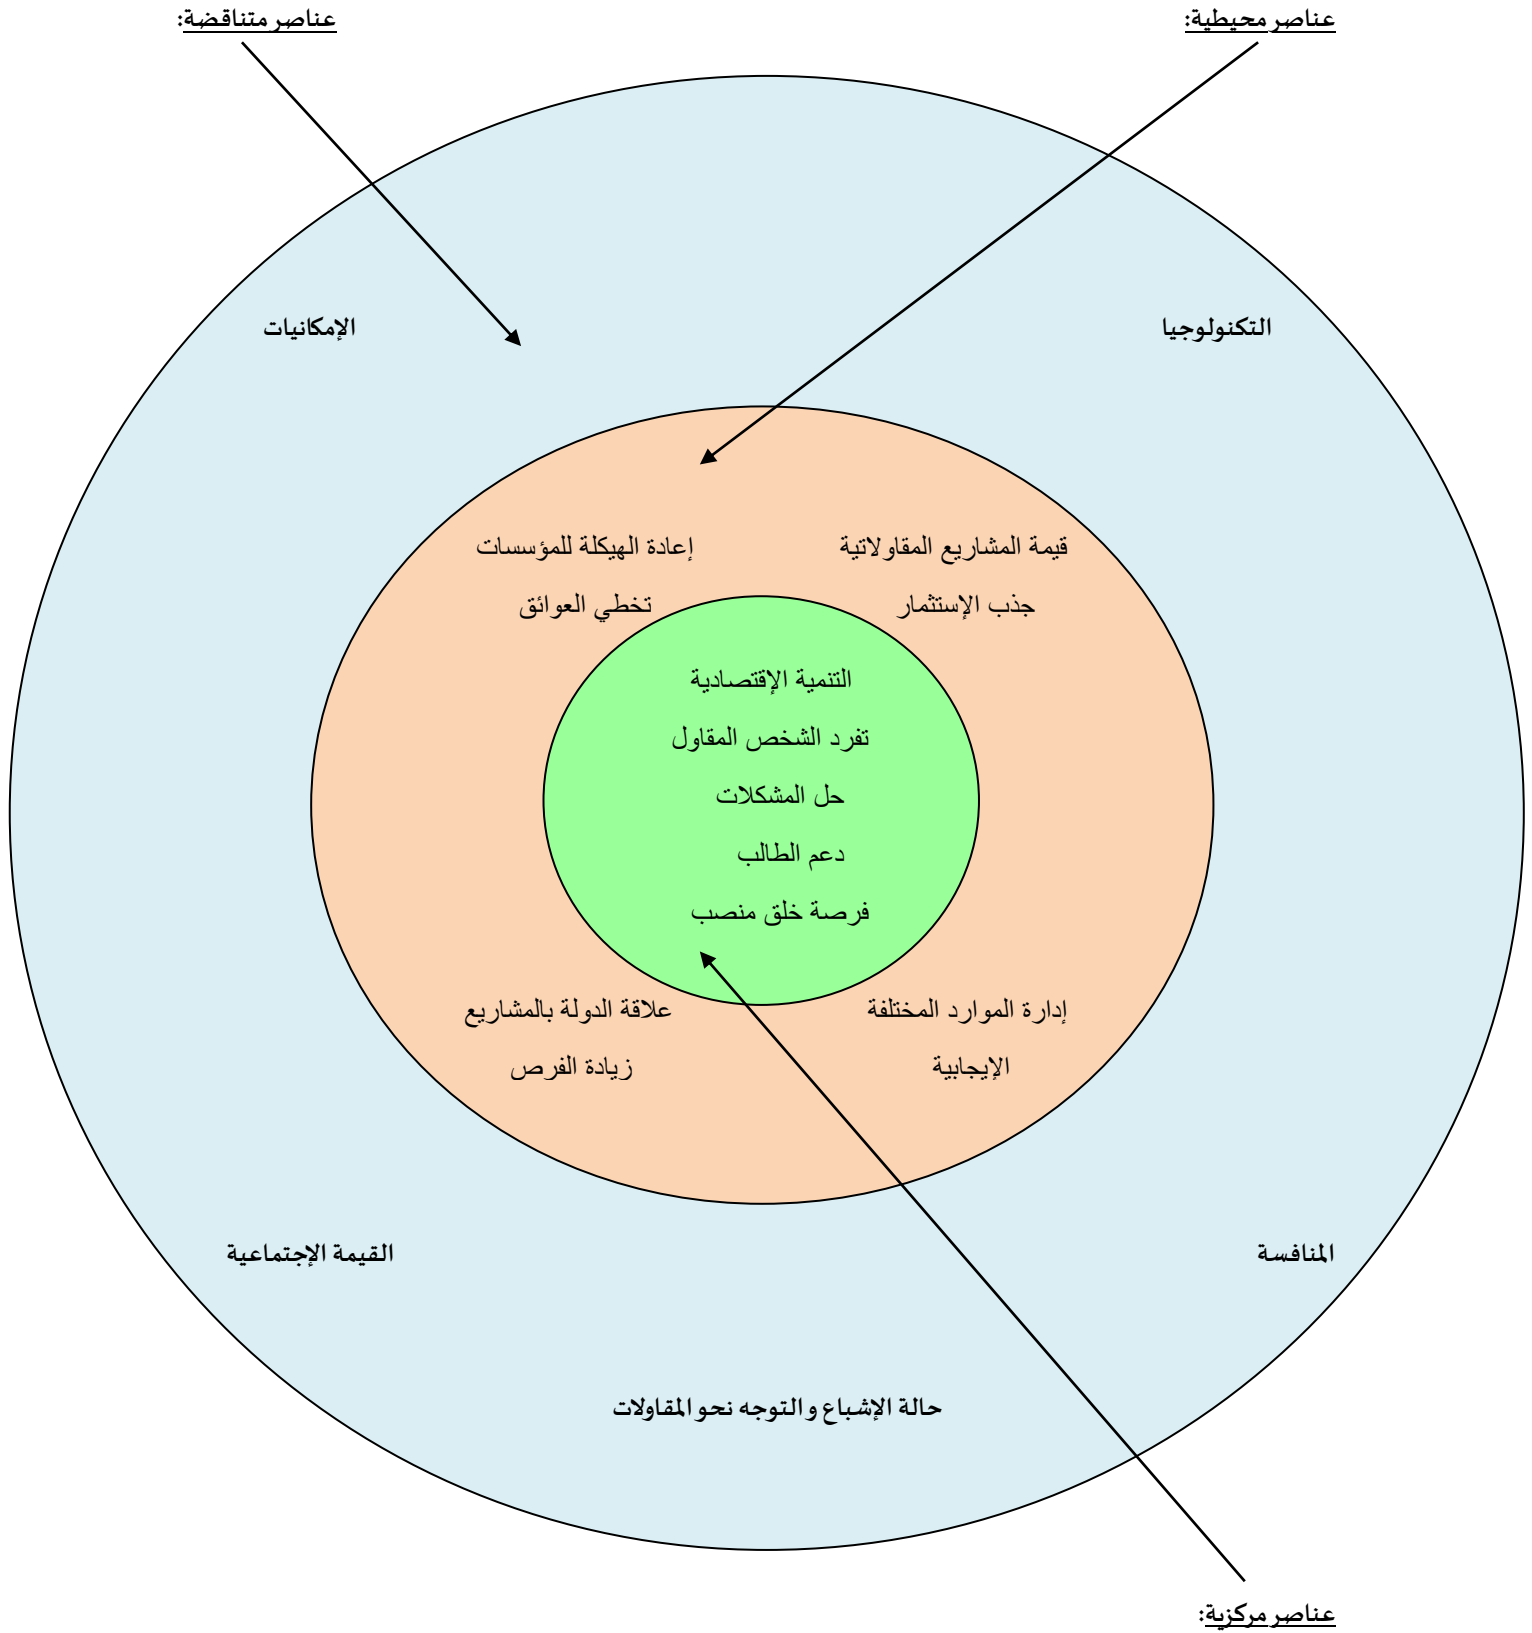 عناصر محيطية:
عناصر متناقضة:
التكنولوجيا
الإمكانيات
قيمة المشاريع المقاولاتية
إعادة الهيكلة للمؤسسات
جذب الإستثمار
تخطي العوائق
التنمية الإقتصادية
تفرد الشخص المقاول
حل المشكلات
دعم الطالب
فرصة خلق منصب
إدارة الموارد المختلفة
علاقة الدولة بالمشاريع
الإيجابية
زيادة الفرص
المنافسة
القيمة الإجتماعية
حالة الإشباع و التوجه نحو المقاولات
عناصر مركزية: